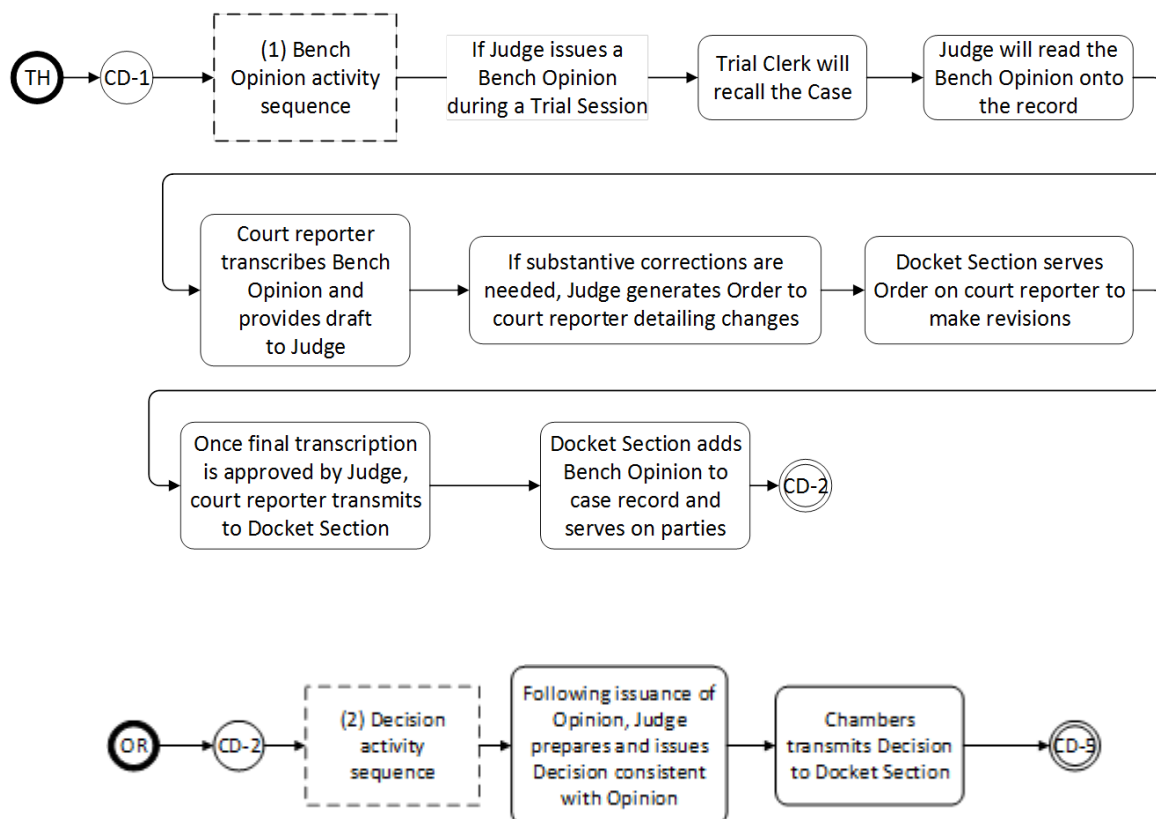 TH
CD-1
(1) Bench
Opinion activity
sequence
If Judge issues a
Bench Opinion
during a Trial Session
Trial Clerk will
recall the Case
Judge will read the
Bench Opinion onto
the record
Court reporter
transcribes Bench
Opinion and
provides draft
to Judge
If substantive corrections are
needed, Judge generates Order to
court reporter detailing changes
Docket Section serves
Order on court reporter to
make revisions
Once final transcription
is approved by Judge,
court reporter transmits
to Docket Section
Docket Section adds
Bench Opinion to
case record and
serves on parties
CD-2
OR
CD-2
(2) Decision
activity
sequence
Following issuance of
Opinion, Judge
prepares and issues
Decision consistent
with Opinion
Chambers
transmits Decision
to Docket Section
CD-5